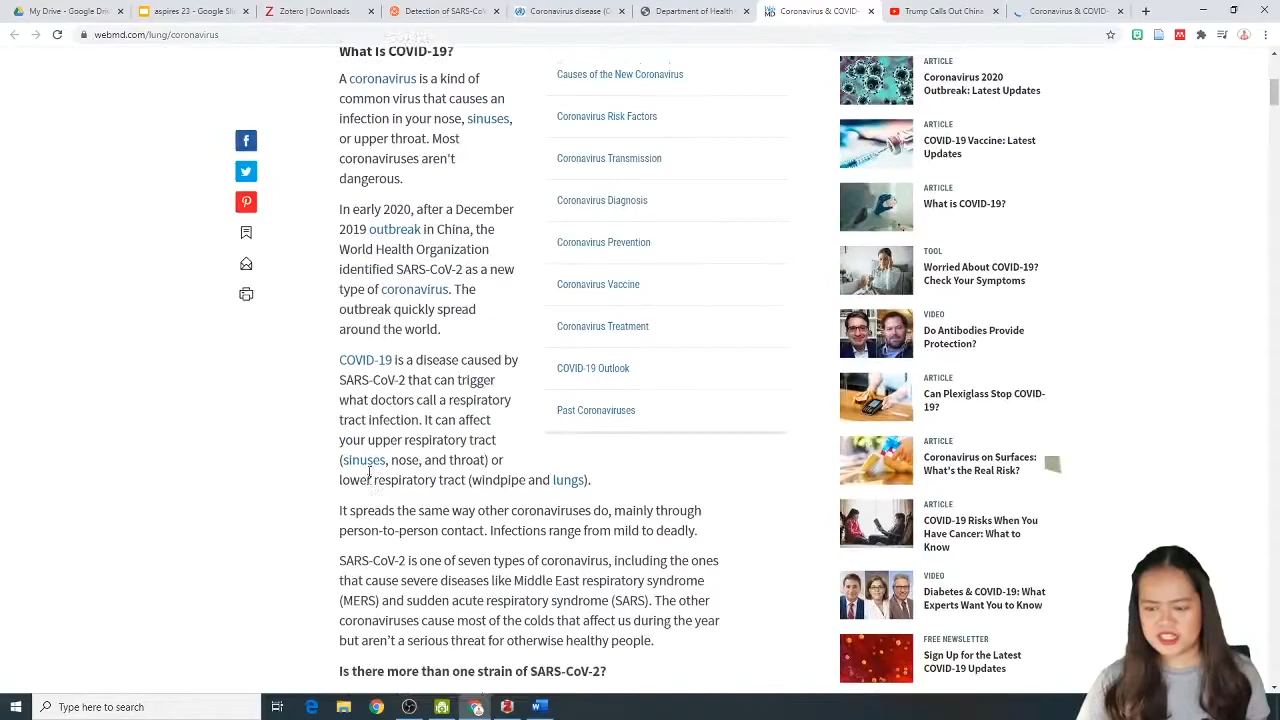 My Drive - Goo
aspires 23 - Google Sl
Zotero | Downloads
Detection of SARS-CoV
Coronavirus disease (C
Department of Health
MD
Coronavirus and COVI
Trump On Coronavirus
Coronavirus & COVID-
webmd.com/lung/coronavirus
What Is COVID-19?
A coronavirus is a kind of
common virus that causes an
infection in your nose, sinuses,
or upper throat. Most
coronaviruses aren't
dangerous.
In early 2020, after a December
2019 outbreak in China, the
World Health Organization
identified SARS-CoV-2 as a new
type of coronavirus. The
outbreak quickly spread
around the world.
COVID-19 is a disease caused by
SARS-CoV-2 that can trigger
what doctors call a respiratory
tract infection. It can affect
your upper respiratory tract
(sinuses, nose, and throat) or
lower respiratory tract (windpipe and lungs).
It spreads the same way other coronaviruses do, mainly through
person-to-person contact. Infections range from mild to deadly.
SARS-CoV-2 is one of seven types of coronavirus, including the ones
that cause severe diseases like Middle East respiratory syndrome
(MERS) and sudden acute respiratory syndrome (SARS). The other
coronaviruses cause most of the colds that affect us during the year
but aren't a serious threat for otherwise healthy people.
Is there more than one strain of SARS-CoV-2?
Causes of the New Coronavirus
Coronavirus Risk Factors
Coronavirus Transmission
Coronavirus Diagnosis
Coronavirus Prevention
Coronavirus Vaccine
Coronavirus Treatment
COVID-19 Outlook
Past Coronaviruses
ARTICLE
Coronavirus 2020
Outbreak: Latest Updates
ARTICLE
COVID-19 Vaccine: Latest
Updates
ARTICLE
What is COVID-19?
TOOL
Worried About COVID-19?
Check Your Symptoms
VIDEO
Do Antibodies Provide
Protection?
ARTICLE
Can Plexiglass Stop COVID-
19?
ARTICLE
Coronavirus on Surfaces:
What's the Real Risk?
ARTICLE
COVID-19 Risks When You
Have Cancer: What to
Know
VIDEO
Diabetes & COVID-19: What
Experts Want You to Know
FREE NEWSLETTER
Sign Up for the Latest
COVID-19 Updates
Type here to search